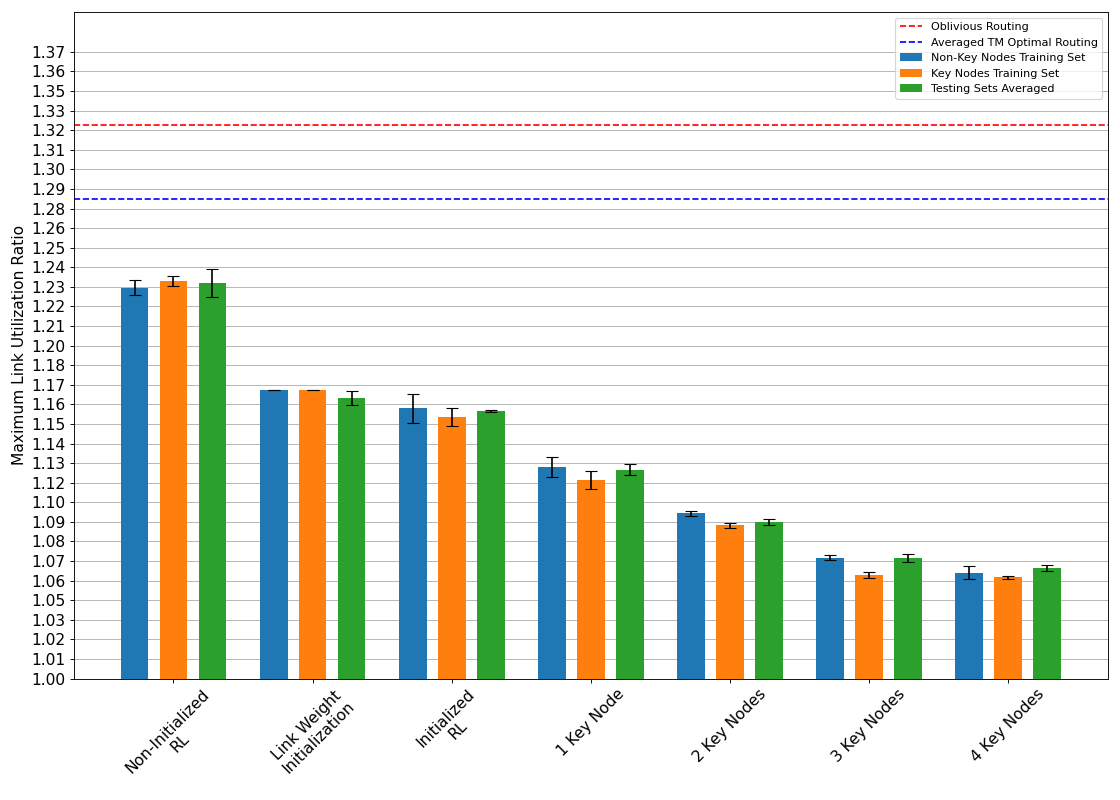 Oblivious Routing
Averaged TM Optimal Routing
Non-Key Nodes Training Set
Key Nodes Training Set
Testing Sets Averaged
Maximum Link Utilization Ratio
1.37
1.36
1.35
1.33
1.32
1.31
1.30
1.29
1.28
1.26
1.25
1.24
1.23
1.22
1.21
1.20
1.18
1.17
1.16
1.15
1.14
1.13
1.12
1.10
1.09
1.08
1.07
1.06
1.05
1.03
1.02
1.01
1.00
Non-Initialized
RL
Link Weight
Initialization
Initialized
RL
1 Key Node
2 Key Nodes
3 Key Nodes
4 Key Nodes